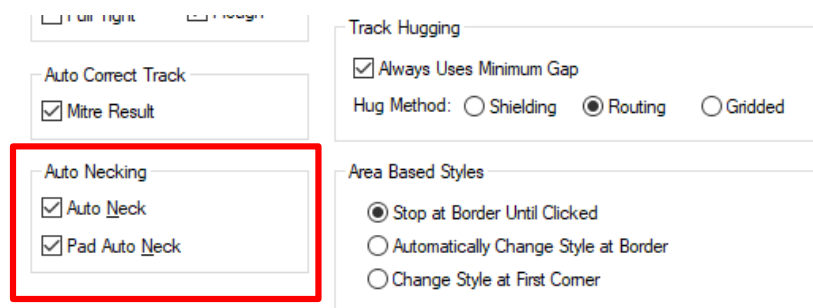 Track Hugging
Always Uses Minimum Gap
Hug Method: Shielding Routing Gridded
Auto Correct Track
Mitre Result
Auto Necking
Auto Neck
Pad Auto Neck
Area Based Styles
Stop at Border Until Clicked
Automatically Change Style at Border
Change Style at First Corner